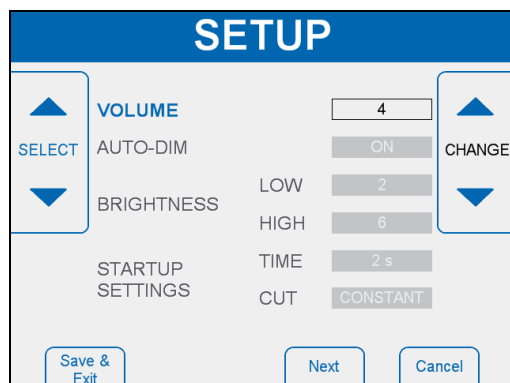 SETUP
VOLUME 4
SELECT AUTO-DIM ON CHANGE
LOW 2
BRIGHTNESS
HIGH 6
TIME 2 s
STARTUP
SETTINGS
CUT CONSTANT
Save &
Exit
Next
Cancel